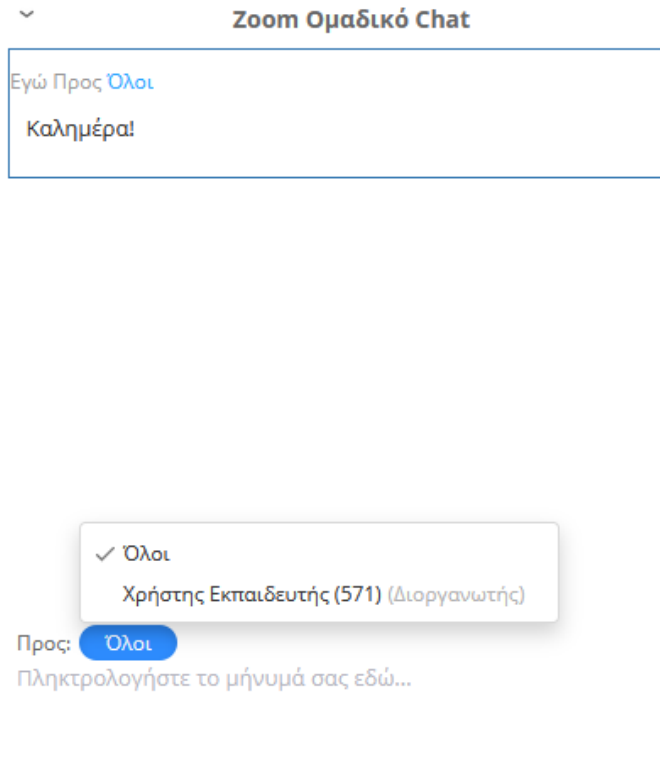 Zoom Ομαδικό Chat
Εγώ Προς Όλοι
Καλημέρα!
Όλοι
Χρήστης Εκπαιδευτής (571) (Διοργανωτής)
Προς: Όλοι
Πληκτρολογήστε το μήνυμά σας εδώ...